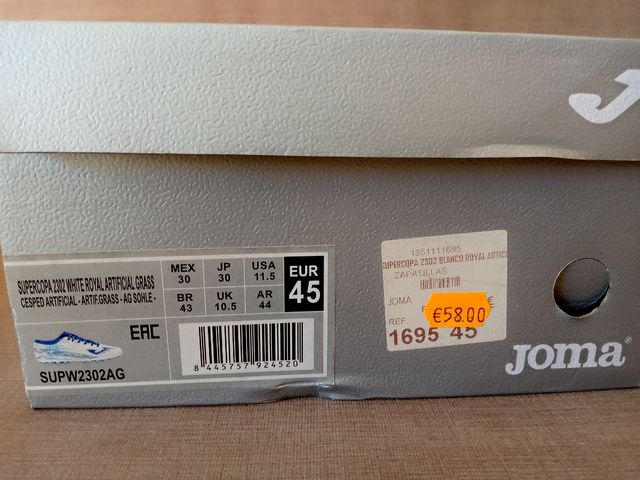 SUPERCOPA 2302 WHITE ROYAL ARTIFICIAL GRASS
CESPED ARTIFICIAL - ARTIF.GRASS - AG SOHLE -
MEX 30
JP 30
USA 11.5
EUR 45
BR 43
UK 10.5
AR 44
EAC
8 445757 924520
SUPW2302AG
1351111695
SUPERCOPA 2302 BLANCO ROYAL ARTIC
ZAPATILLAS
JOMA
€
€58.00
REF
1695 45
Joma